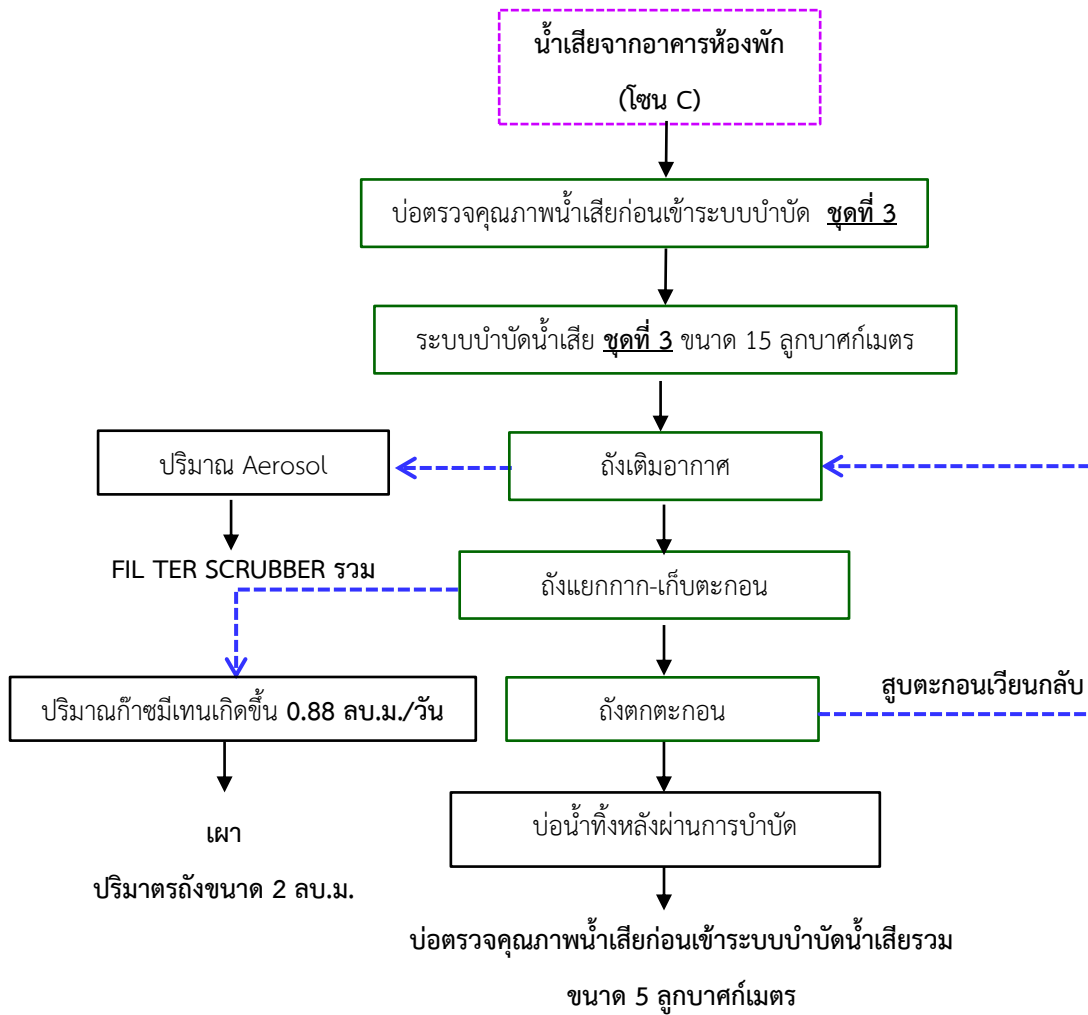 น้ำเสียจากอาคารห้องพัก
(โซน C)
บ่อตรวจคุณภาพน้ำเสียก่อนเข้าระบบบำบัด ชุดที่ 3
ระบบบำบัดน้ำเสีย ชุดที่ 3 ขนาด 15 ลูกบาศก์เมตร
ปริมาณ Aerosol
ถังเติมอากาศ
FIL TER SCRUBBER รวม
ถังแยกกาก-เก็บตะกอน
สูบตะกอนเวียนกลับ
ปริมาณก๊าซมีเทนเกิดขึ้น 0.88 ลบ.ม./วัน
ถังตกตะกอน
เผา
ปริมาตรถังขนาด 2 ลบ.ม.
บ่อน้ำทิ้งหลังผ่านการบำบัด
บ่อตรวจคุณภาพน้ำเสียก่อนเข้าระบบบำบัดน้ำเสียรวม
ขนาด 5 ลูกบาศก์เมตร